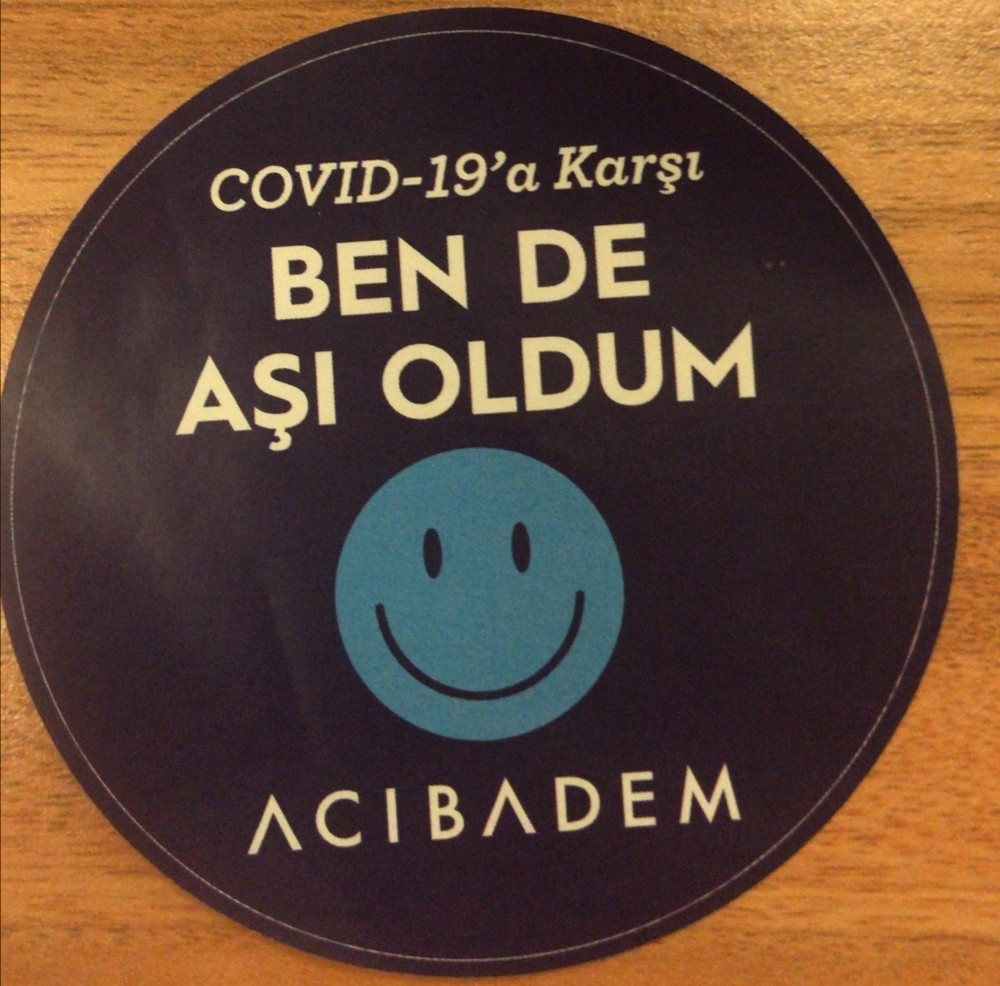 COVID-19’a Karşı
BEN DE
AŞI OLDUM
ACIBADEM